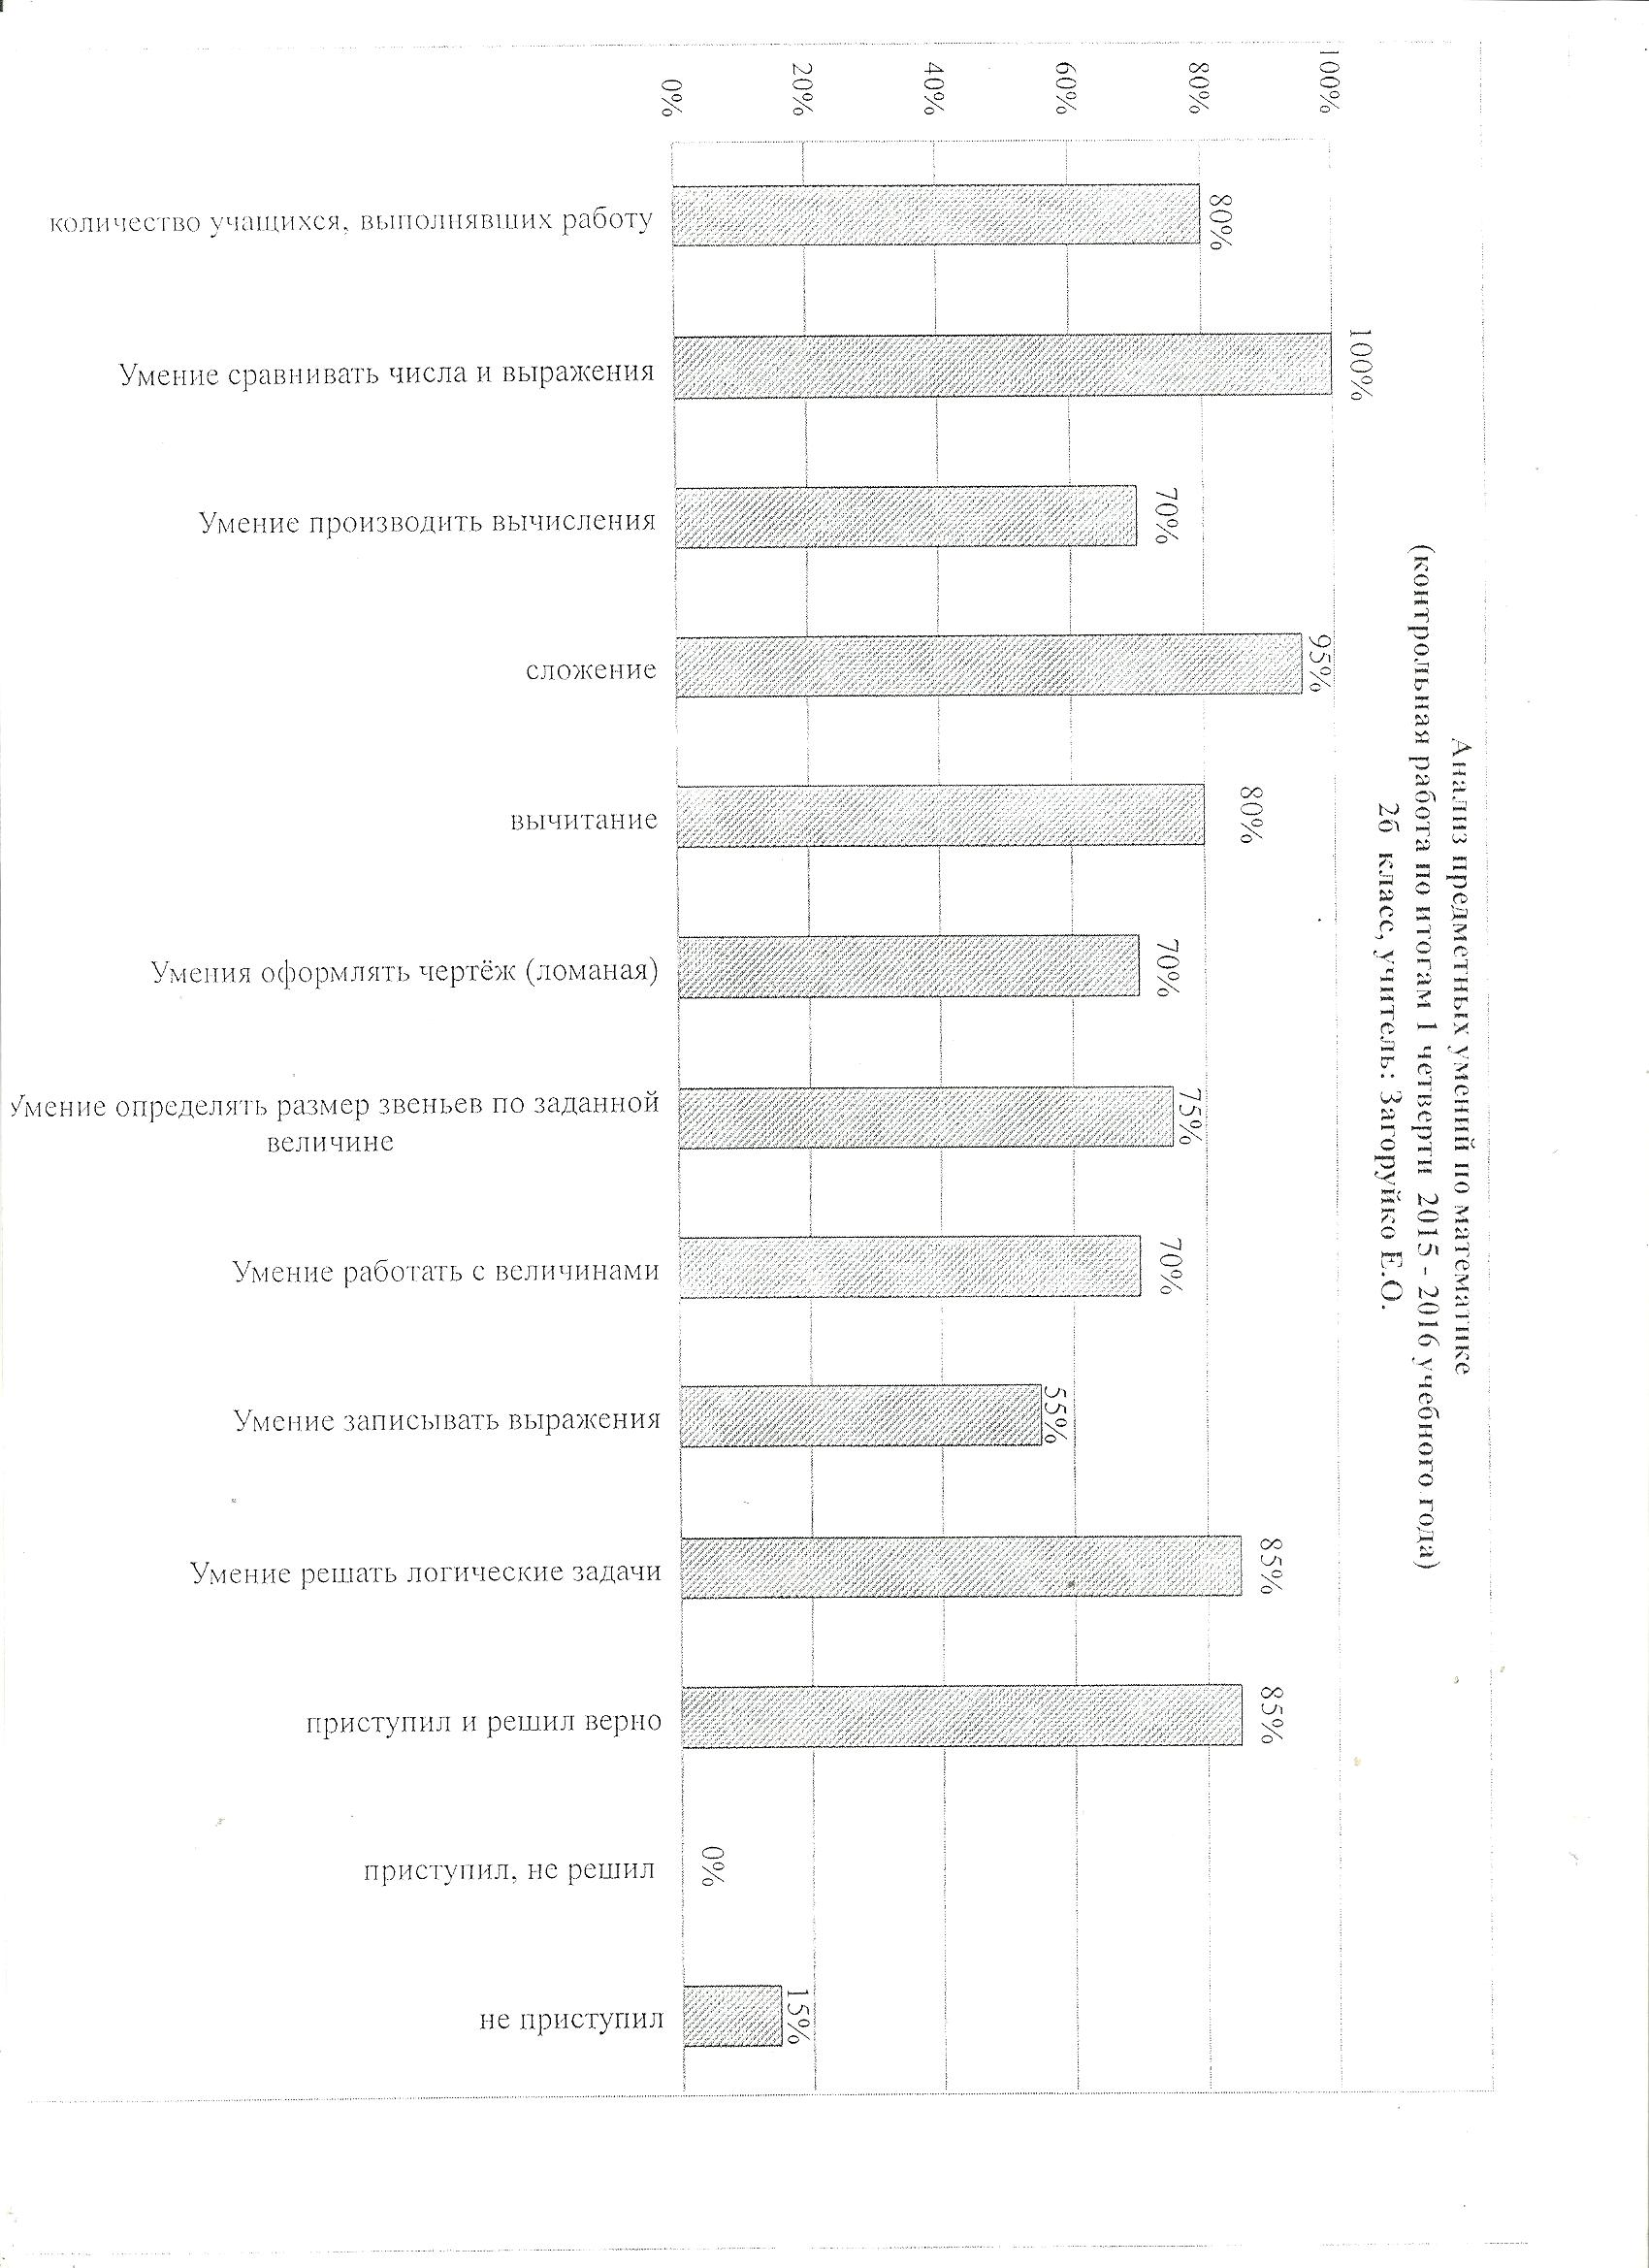 Анализ предметных умений по математике
(контрольная работа по итогам 1 четверти 2015 - 2016 учебного года)
2б класс, учитель: Загоруйко Е.О.
100%
80%
60%
40%
20%
0%
80%
100%
70%
95%
80%
70%
75%
70%
55%
85%
85%
0%
15%
количество учащихся, выполнявших работу
Умение сравнивать числа и выражения
Умение производить вычисления
сложение
вычитание
Умения оформлять чертёж (ломаная)
Умение определять размер звеньев по заданной
величине
Умение работать с величинами
Умение записывать выражения
Умение решать логические задачи
приступил и решил верно
приступил, не решил
не приступил